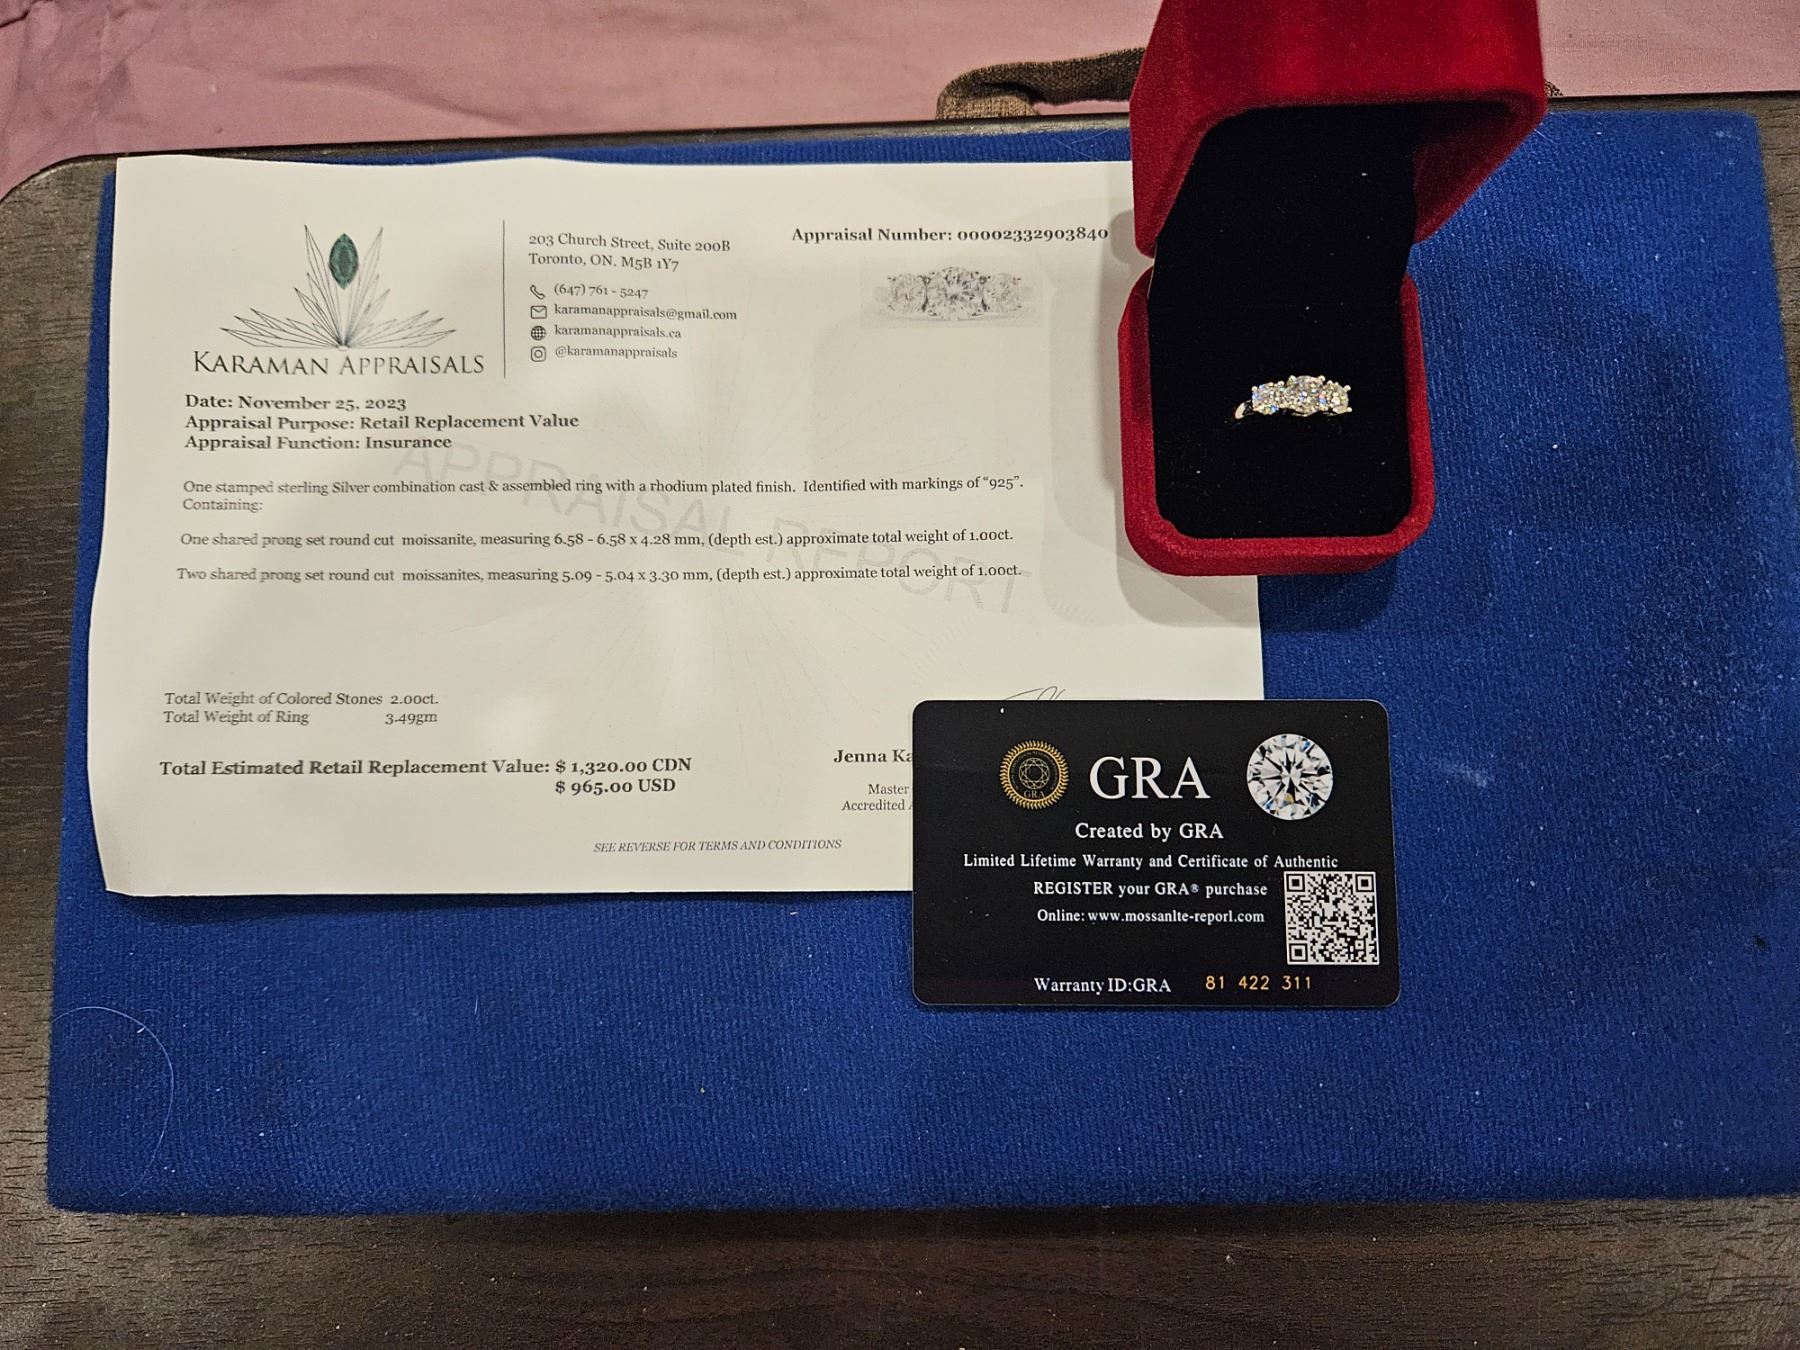 203 Church Street, Suite 200B
Toronto, ON. M5B 1Y7
(647) 761 - 5247
karamanappraisals@gmail.com
karamanappraisals.ca
@karamanappraisals
KARAMAN APPRAISALS
Appraisal Number: 00002332903840
Date: November 25, 2023
Appraisal Purpose: Retail Replacement Value
Appraisal Function: Insurance
APPRAISAL REPORT
One stamped sterling Silver combination cast & assembled ring with a rhodium plated finish. Identified with markings of "925".
Containing:
One shared prong set round cut moissanite, measuring 6.58 - 6.58 x 4.28 mm, (depth est.) approximate total weight of 1.00ct.
Two shared prong set round cut moissanites, measuring 5.09 - 5.04 x 3.30 mm, (depth est.) approximate total weight of 1.00ct.
Total Weight of Colored Stones 2.00ct.
Total Weight of Ring 3.49gm
Total Estimated Retail Replacement Value: $ 1,320.00 CDN
$ 965.00 USD
Jenna Ka
Master
Accredited
SEE REVERSE FOR TERMS AND CONDITIONS
GRA
GRA
Created by GRA
Limited Lifetime Warranty and Certificate of Authentic
REGISTER your GRA® purchase
Online: www.mossanlte-reporl.com
Warranty ID:GRA 81 422 311